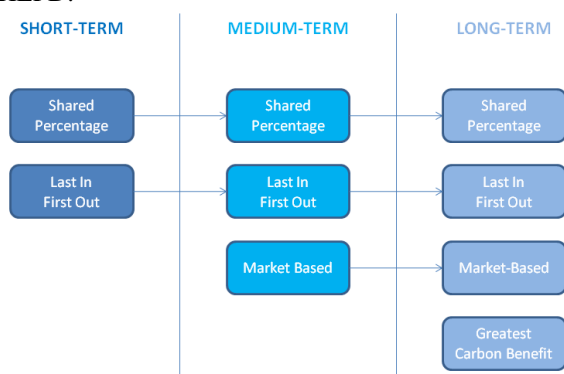 SHORT-TERM
MEDIUM-TERM
LONG-TERM
Shared
Percentage
Shared
Percentage
Shared
Percentage
Last In
First Out
Last In
First Out
Last In
First Out
Market Based
Market-Based
Greatest
Carbon Benefit